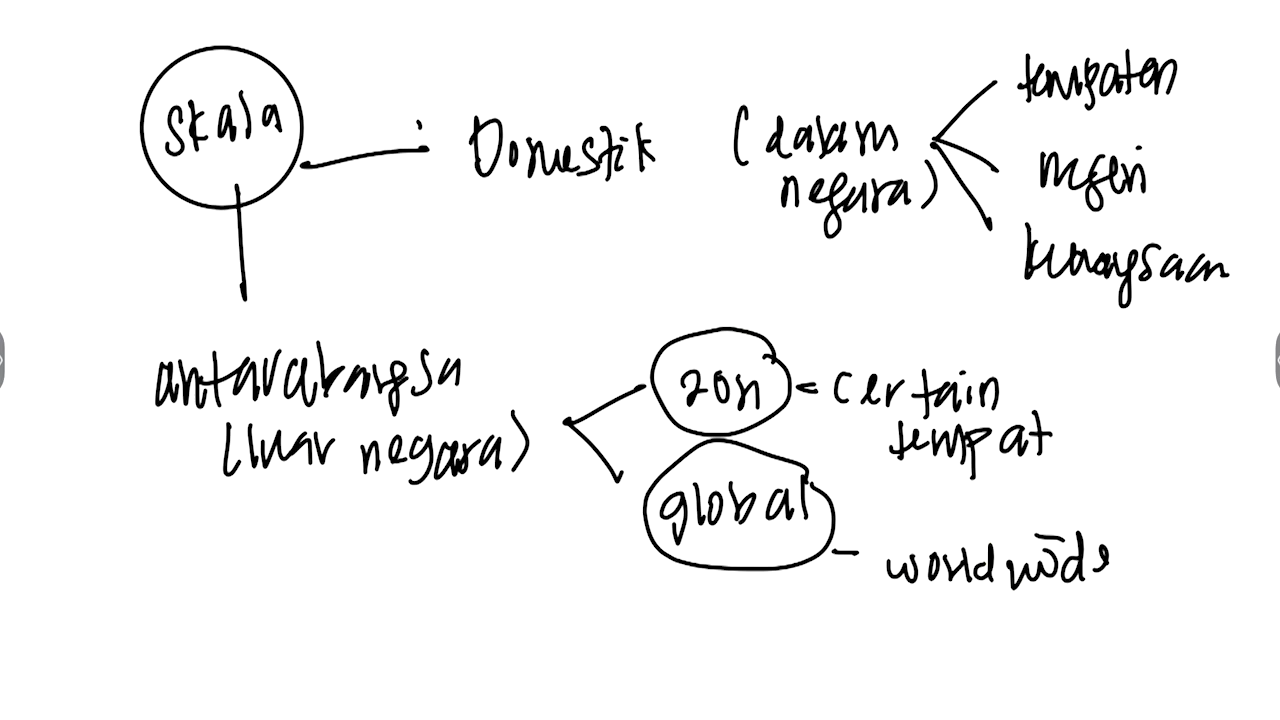 skala
Domestik
(dalam
negara)
tempatan
negeri
kebangsaan
antarabangsa
(luar negara)
zon
= certain
tempat
global
- worldwide